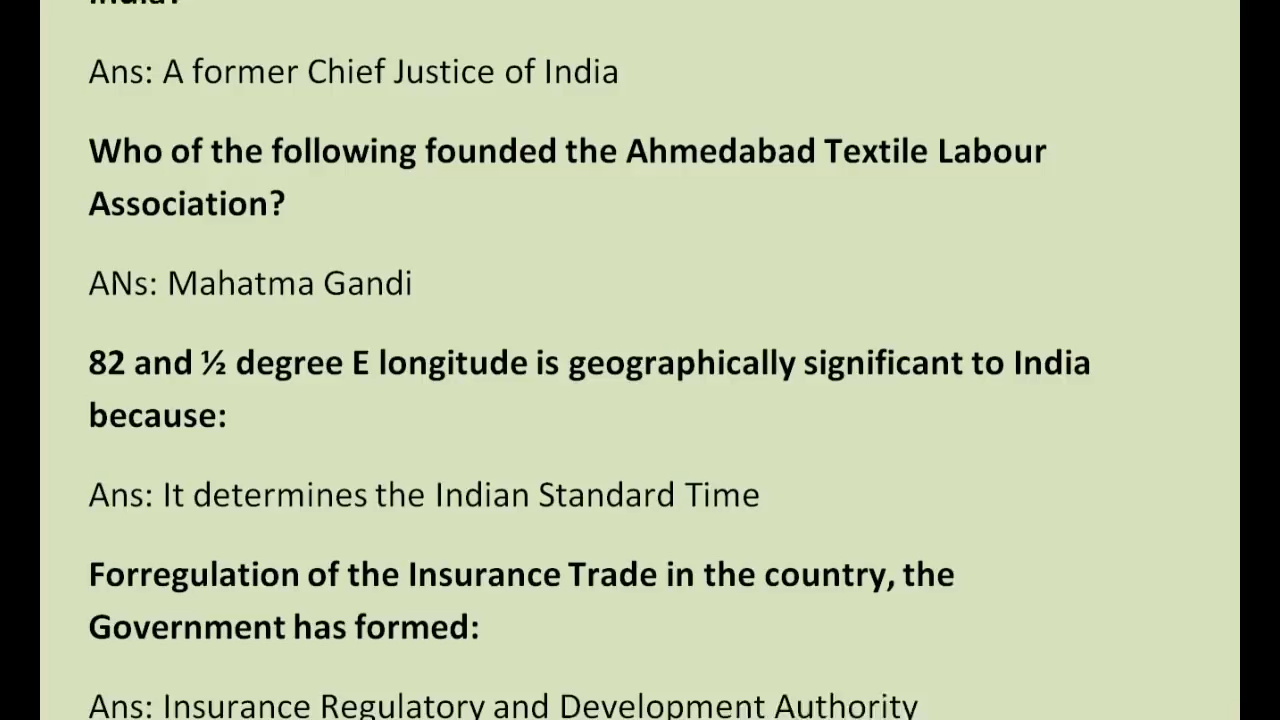 India?
Ans: A former Chief Justice of India
Who of the following founded the Ahmedabad Textile Labour
Association?
ANs: Mahatma Gandi
82 and ½ degree E longitude is geographically significant to India
because:
Ans: It determines the Indian Standard Time
Forregulation of the Insurance Trade in the country, the
Government has formed:
Ans: Insurance Regulatory and Development Authority